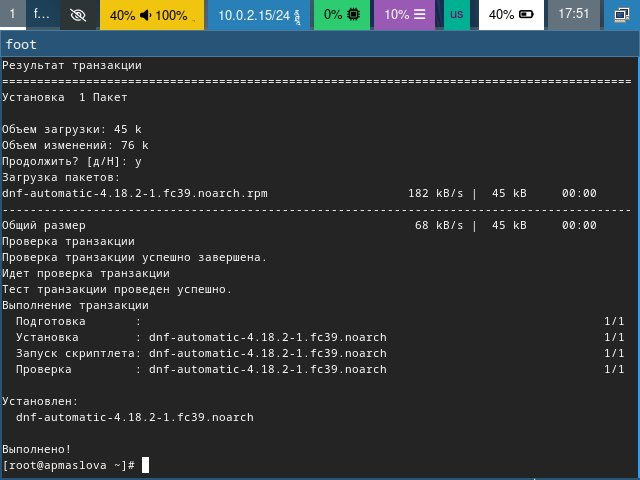 1 f… 40% 100% 10.0.2.15/24 0% 10% us 40% 17:51
foot
Результат транзакции
================================================================================
Установка  1 Пакет
Объем загрузки: 45 k
Объем изменений: 76 k
Продолжить? [д/Н]: y
Загрузка пакетов:
dnf-automatic-4.18.2-1.fc39.noarch.rpm 182 kB/s | 45 kB 00:00
--------------------------------------------------------------------------------
Общий размер 68 kB/s | 45 kB 00:00
Проверка транзакции
Проверка транзакции успешно завершена.
Идет проверка транзакции
Тест транзакции проведен успешно.
Выполнение транзакции
Подготовка : 1/1
Установка : dnf-automatic-4.18.2-1.fc39.noarch 1/1
Запуск скриптлета: dnf-automatic-4.18.2-1.fc39.noarch 1/1
Проверка : dnf-automatic-4.18.2-1.fc39.noarch 1/1
Установлен:
dnf-automatic-4.18.2-1.fc39.noarch
Выполнено!
[root@apmaslova ~]#